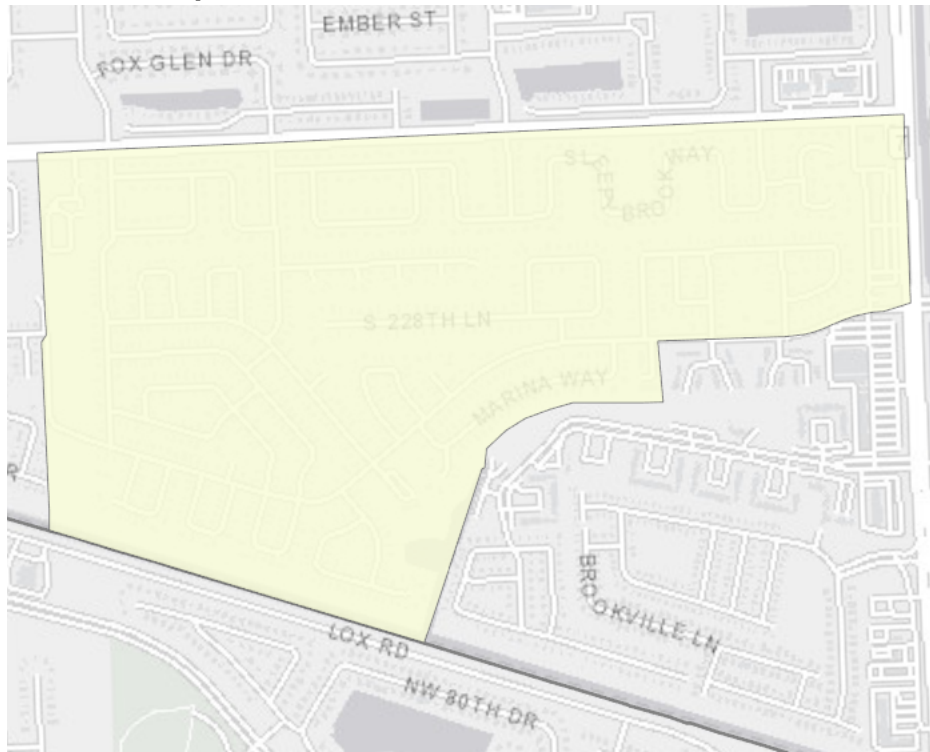 EMBER ST
FOX GLEN DR
SLEEPY BROOK WAY
S 228TH LN
MARINA WAY
BROOKVILLE LN
LOX RD
NW 80TH DR